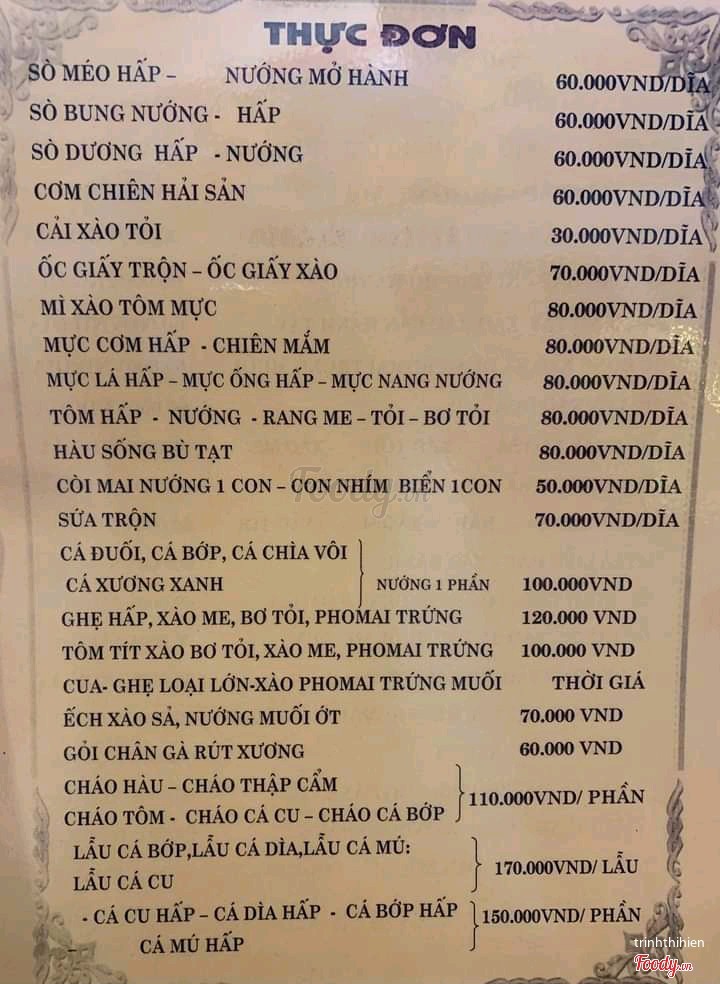 THỰC ĐƠN
SÒ MÉO HẤP – NƯỚNG MỞ HÀNH 60.000VND/DĨA
SÒ BUNG NƯỚNG - HẤP 60.000VND/DĨA
SÒ DƯƠNG HẤP - NƯỚNG 60.000VND/DĨA
CƠM CHIÊN HẢI SẢN 60.000VND/DĨA
CẢI XÀO TỎI 30.000VND/DĨA
ỐC GIẤY TRỘN – ỐC GIẤY XÀO 70.000VND/DĨA
MÌ XÀO TÔM MỰC 80.000VND/DĨA
MỰC CƠM HẤP - CHIÊN MẮM 80.000VND/DĨA
MỰC LÁ HẤP – MỰC ỐNG HẤP – MỰC NANG NƯỚNG 80.000VND/DĨA
TÔM HẤP - NƯỚNG - RANG ME – TỎI – BƠ TỎI 80.000VND/DĨA
HÀU SỐNG BÙ TẠT 80.000VND/DĨA
CÒI MAI NƯỚNG 1 CON – CON NHÍM BIỂN 1CON 50.000VND/DĨA
Foody.vn
SỨA TRỘN 70.000VND/DĨA
CÁ ĐUỐI, CÁ BỚP, CÁ CHÌA VÔI
CÁ XƯƠNG XANH NƯỚNG 1 PHẦN 100.000VND
GHẸ HẤP, XÀO ME, BƠ TỎI, PHOMAI TRỨNG 120.000 VND
TÔM TÍT XÀO BƠ TỎI, XÀO ME, PHOMAI TRỨNG 100.000 VND
CUA- GHẸ LOẠI LỚN-XÀO PHOMAI TRỨNG MUỐI THỜI GIÁ
ẾCH XÀO SẢ, NƯỚNG MUỐI ỚT 70.000 VND
GỎI CHÂN GÀ RÚT XƯƠNG 60.000 VND
CHÁO HÀU – CHÁO THẬP CẨM
CHÁO TÔM - CHÁO CÁ CU – CHÁO CÁ BỚP 110.000VND/ PHẦN
LẨU CÁ BỚP,LẨU CÁ DÌA,LẨU CÁ MÚ:
LẨU CÁ CU 170.000VND/ LẨU
- CÁ CU HẤP – CÁ DÌA HẤP - CÁ BỚP HẤP 150.000VND/ PHẦN
CÁ MÚ HẤP
trinhthihien
Foody.vn